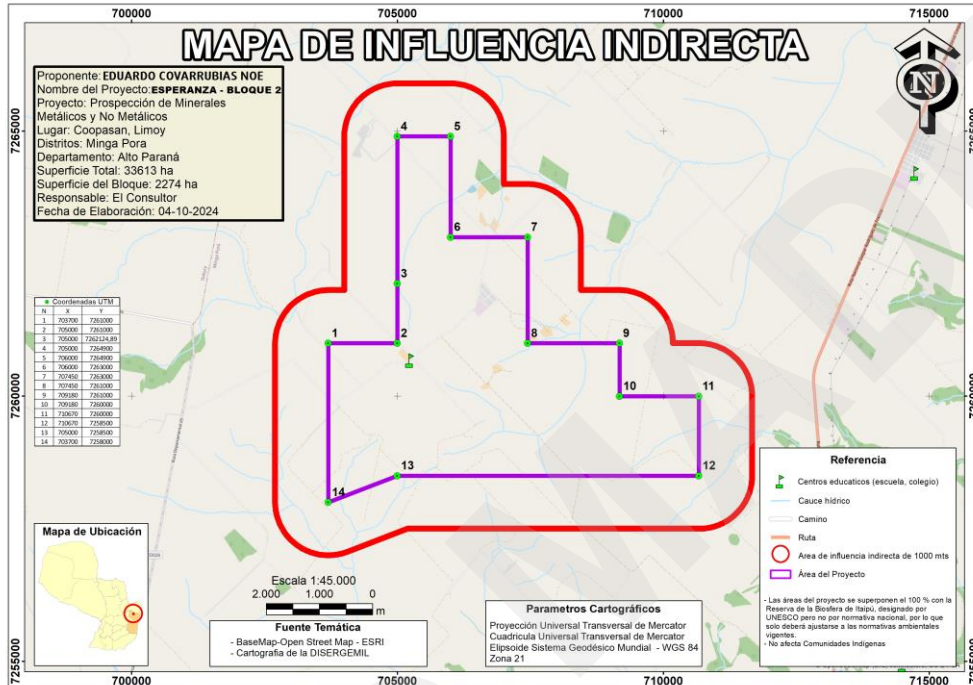 700000 705000 710000 715000
MAPA DE INFLUENCIA INDIRECTA
Proponente: EDUARDO COVARRUBIAS NOE
Nombre del Proyecto: ESPERANZA - BLOQUE 2
Proyecto: Prospección de Minerales
Metálicos y No Metálicos
Lugar: Coopasan, Limoy
Distritos: Minga Pora
Departamento: Alto Paraná
Superficie Total: 33613 ha
Superficie del Bloque: 2274 ha
Responsable: El Consultor
Fecha de Elaboración: 04-10-2024
N
7265000 7265000
4 5
6 7
3
1 2 8 9
10 11
13 12
14
Coordenadas UTM
N X Y
1 703700 7261000
2 705000 7261000
3 705000 7262124,89
4 705000 7264900
5 706000 7264900
6 706000 7263000
7 707450 7263000
8 707450 7261000
9 709180 7261000
10 709180 7260000
11 710670 7260000
12 710670 7258500
13 705000 7258500
14 703700 7258000
7260000 7260000
Referencia
Centros educaticos (escuela, colegio)
Cauce hídrico
Camino
Ruta
Area de influencia indirecta de 1000 mts
Área del Proyecto
- Las áreas del proyecto se superponen el 100 % con la
Reserva de la Biosfera de Itaipú, designado por
UNESCO pero no por normativa nacional, por lo que
solo deberá ajustarse a las normativas ambientales
vigentes.
- No afecta Comunidades Indígenas
Mapa de Ubicación
Escala 1:45.000
2.000 1.000 0
m
Fuente Temática
- BaseMap-Open Street Map - ESRI
- Cartografia de la DISERGEMIL
Parametros Cartográficos
Proyección Universal Transversal de Mercator
Cuadricula Universal Transversal de Mercator
Elipsoide Sistema Geodésico Mundial - WGS 84
Zona 21
7255000 7255000
700000 705000 710000 715000
MAD